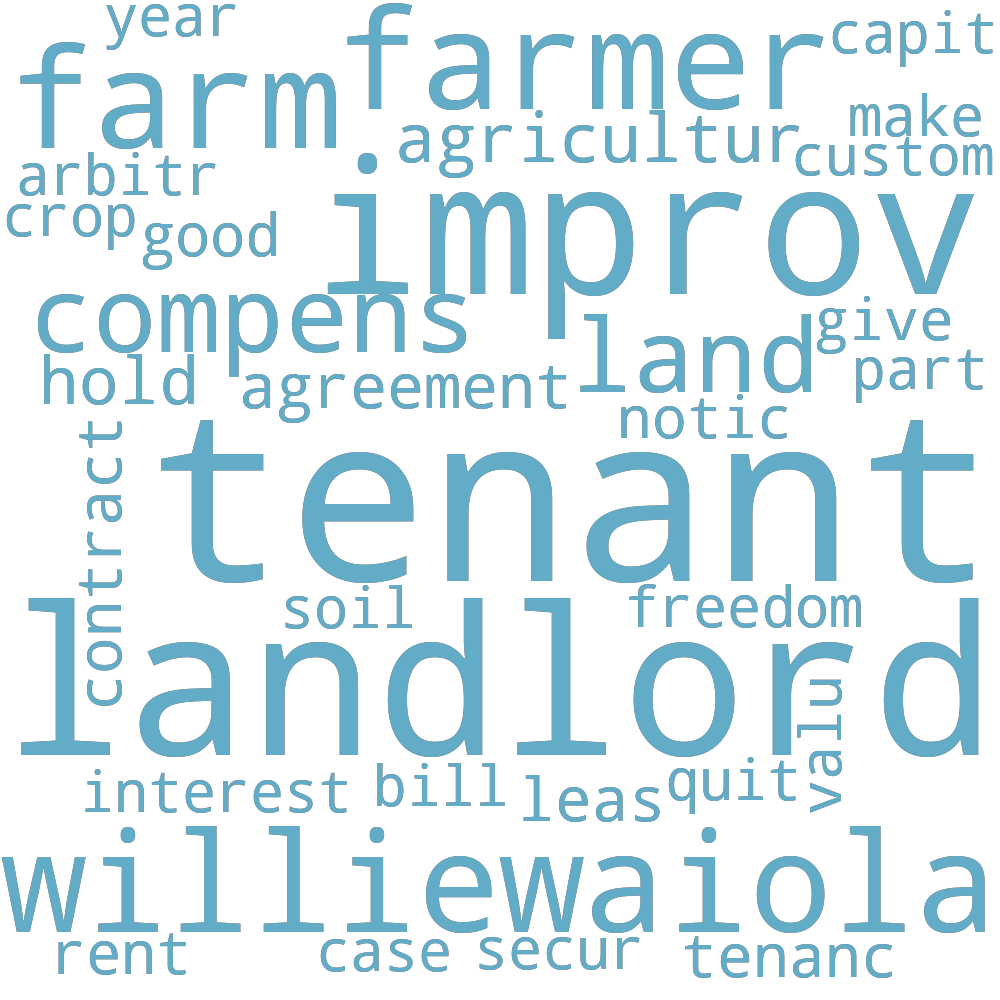 year
capit
farm
farmer
make
agricultur
custom
arbitr
improv
crop
good
compens
give
land
part
hold
agreement
notic
contract
tenant
soil
freedom
landlord
valu
interest
bill
leas
quit
williewaiola
rent
case
secur
tenanc